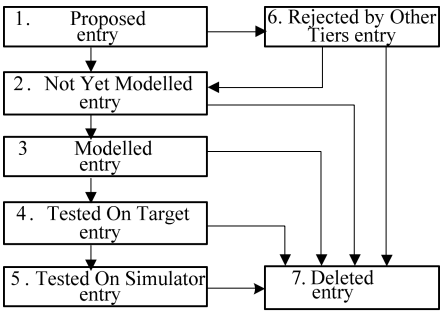 1. Proposed
entry
6. Rejected by Other
Tiers entry
2. Not Yet Modelled
entry
3 Modelled
entry
4. Tested On Target
entry
5. Tested On Simulator
entry
7. Deleted
entry